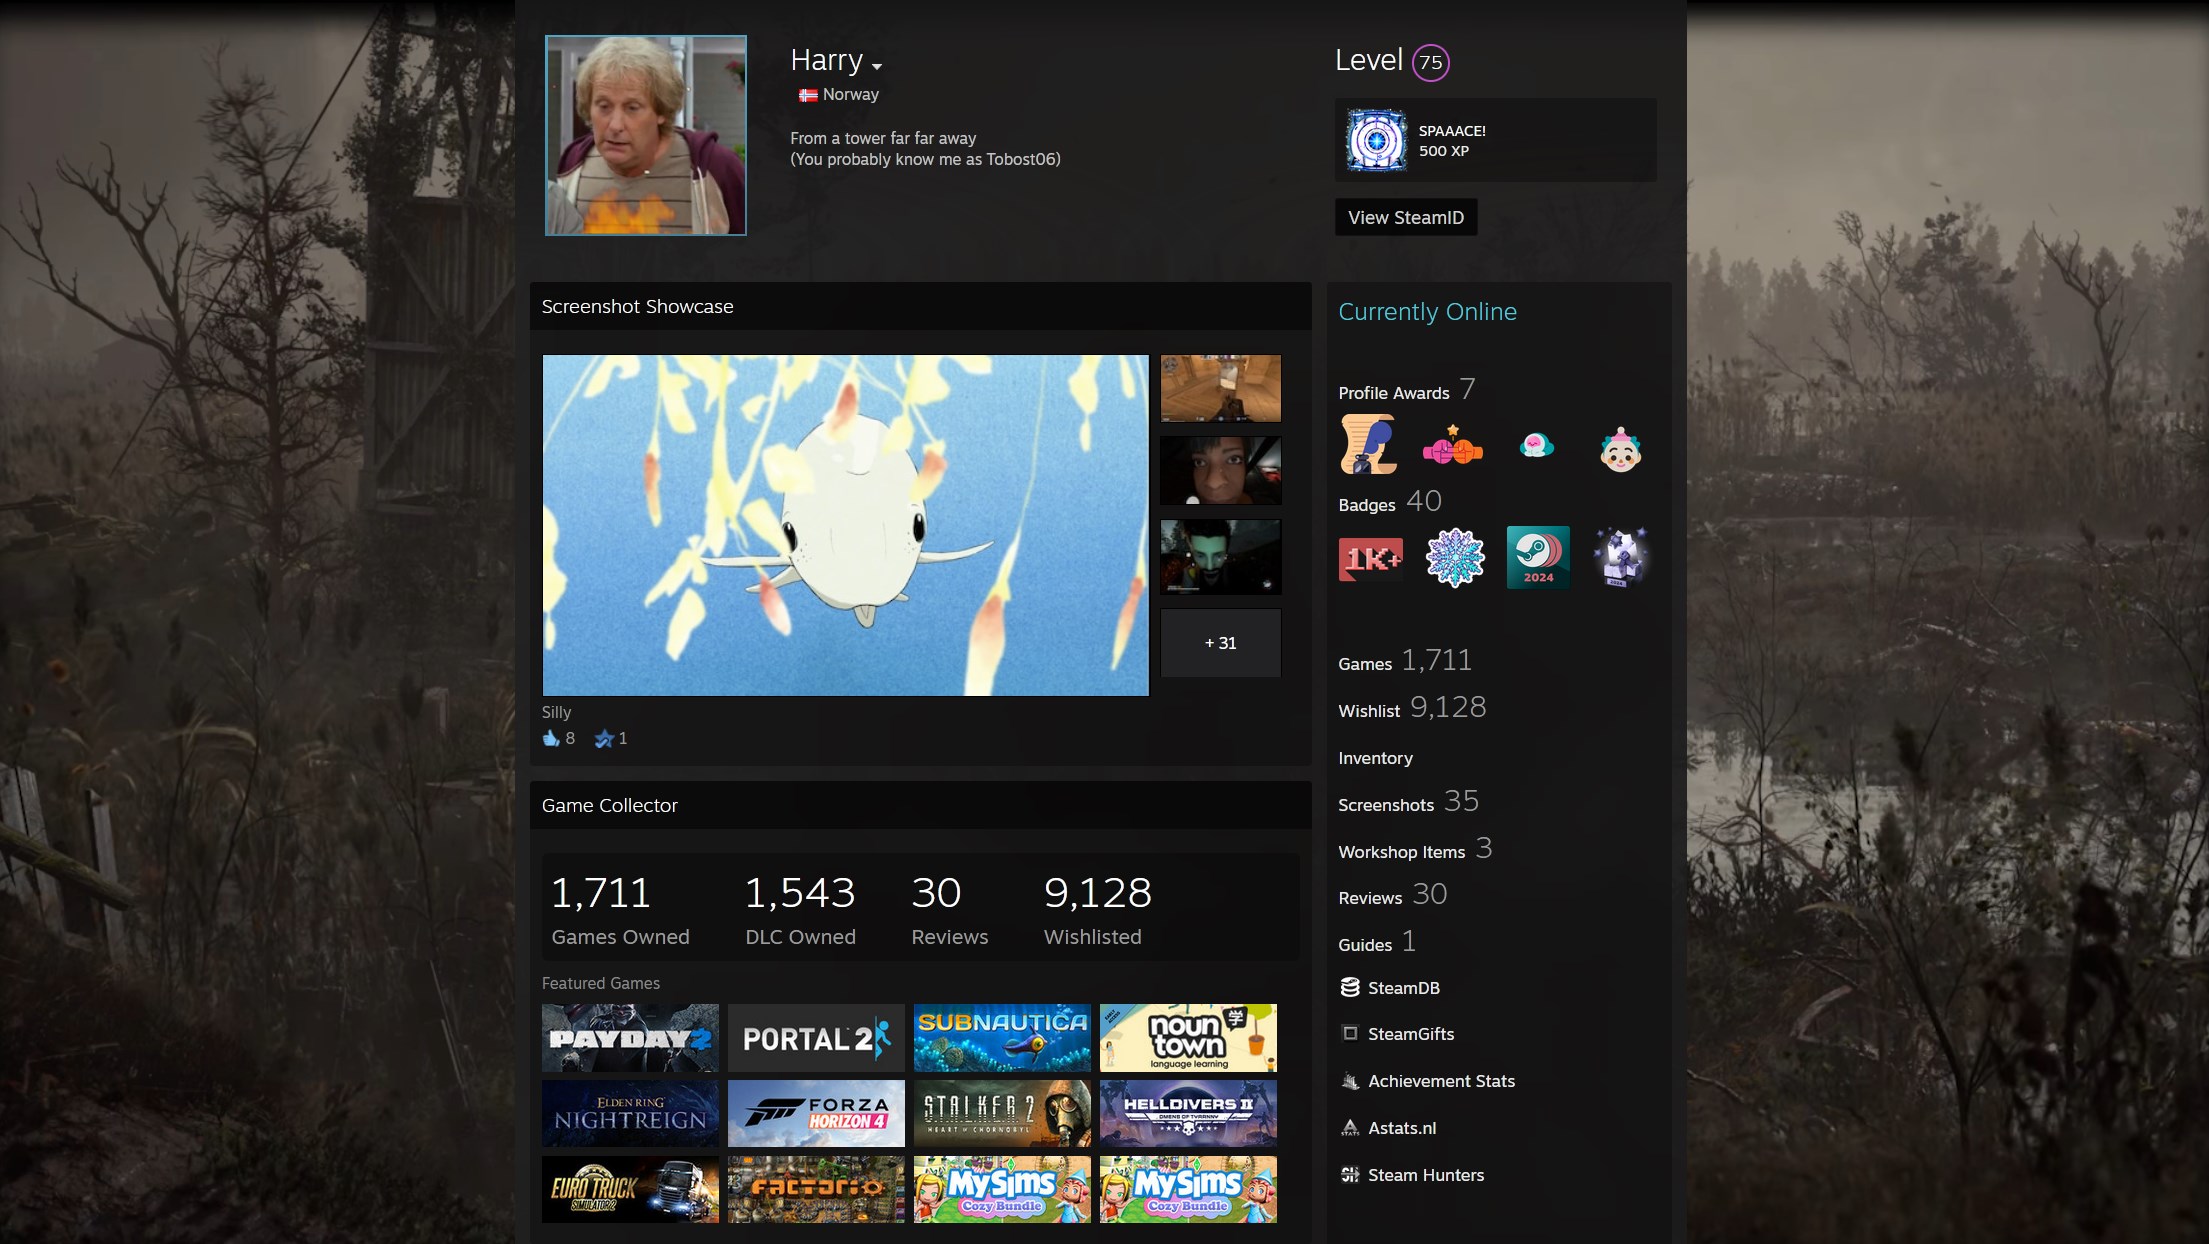 Harry
Norway
From a tower far far away
(You probably know me as Tobost06)
Level 75
SPAAACE!
500 XP
View SteamID
Screenshot Showcase
+ 31
Silly
8 1
Game Collector
1,711 1,543 30 9,128
Games Owned DLC Owned Reviews Wishlisted
Featured Games
PAYDAY 2
PORTAL 2
SUBNAUTICA
noun town
language learning
ELDEN RING
NIGHTREIGN
FORZA
HORIZON 4
S.T.A.L.K.E.R. 2
HEART OF CHORNOBYL
HELLDIVERS II
OMENS OF TYRANNY
EURO TRUCK
SIMULATOR 2
FACTORIO
MySims
Cozy Bundle
MySims
Cozy Bundle
Currently Online
Profile Awards 7
Badges 40
1K+
2024
Games 1,711
Wishlist 9,128
Inventory
Screenshots 35
Workshop Items 3
Reviews 30
Guides 1
SteamDB
SteamGifts
Achievement Stats
Astats.nl
Steam Hunters